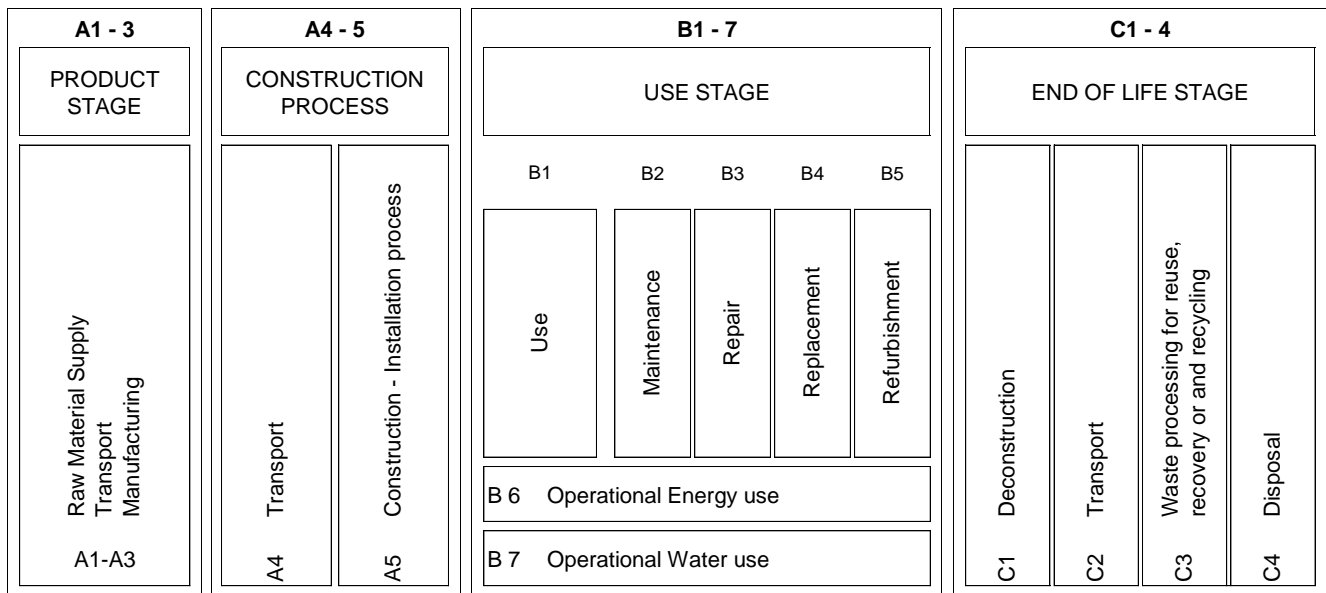 A1 - 3
PRODUCT
STAGE
Raw Material Supply
Transport
Manufacturing
A1-A3
A4 - 5
CONSTRUCTION
PROCESS
A4 Transport
A5 Construction - Installation process
B1 - 7
USE STAGE
B1
Use
B2
Maintenance
B3
Repair
B4
Replacement
B5
Refurbishment
B 6 Operational Energy use
B 7 Operational Water use
C1 - 4
END OF LIFE STAGE
C1 Deconstruction
C2 Transport
C3 Waste processing for reuse,
recovery or and recycling
C4 Disposal